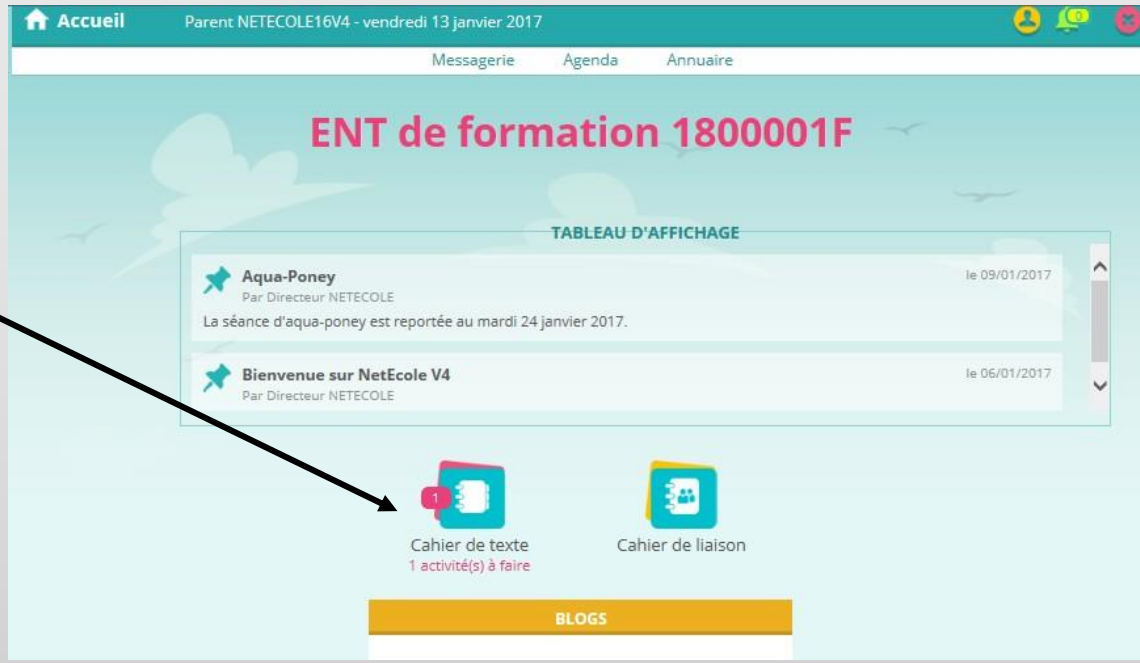 Accueil Parent NETECOLE16V4 - vendredi 13 janvier 2017 0
Messagerie Agenda Annuaire
ENT de formation 1800001F
TABLEAU D'AFFICHAGE
Aqua-Poney le 09/01/2017
Par Directeur NETECOLE
La séance d'aqua-poney est reportée au mardi 24 janvier 2017.
Bienvenue sur NetEcole V4 le 06/01/2017
Par Directeur NETECOLE
1
Cahier de texte Cahier de liaison
1 activité(s) à faire
BLOGS